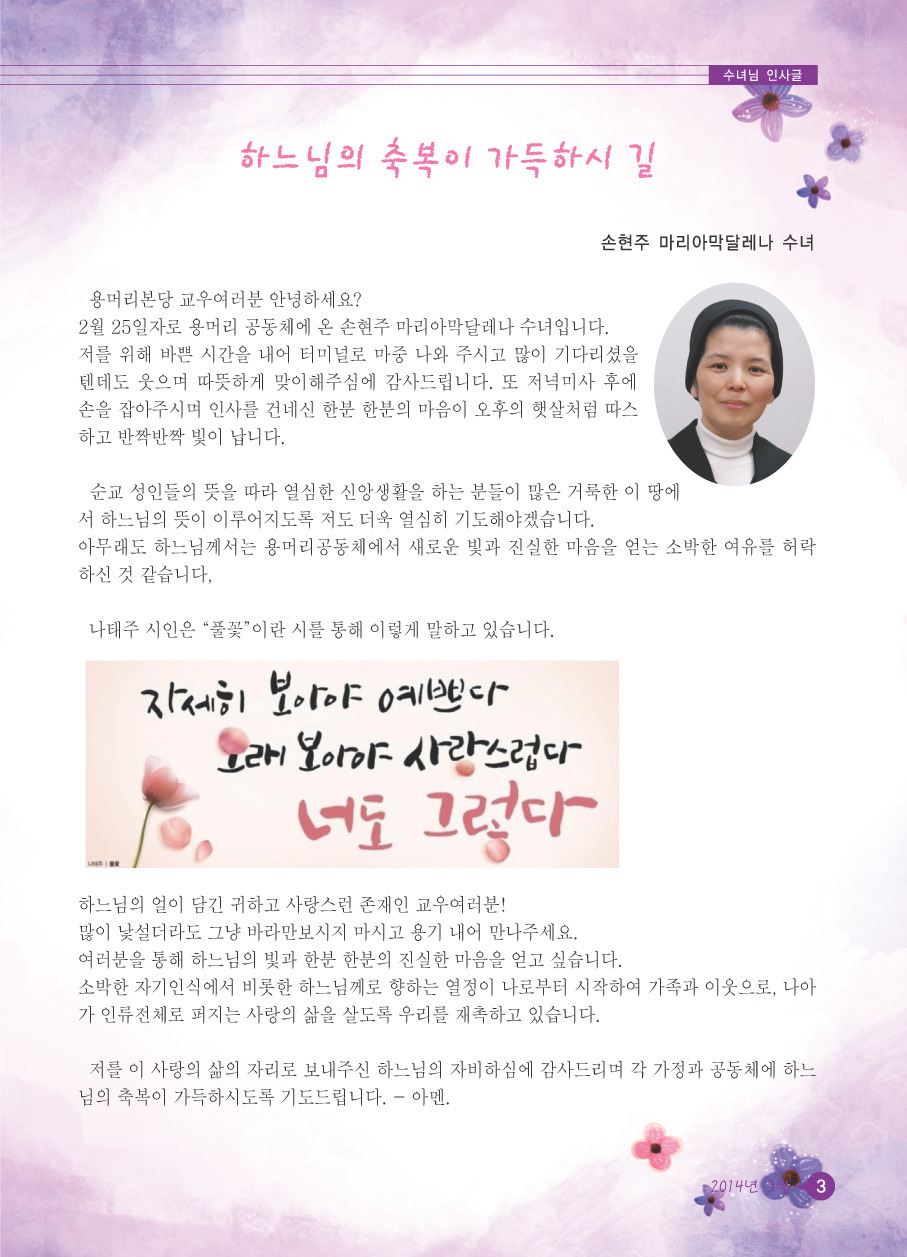 수녀님 인사글
하느님의 축복이 가득하시 길
손현주 마리아막달레나 수녀
용머리본당 교우여러분 안녕하세요?
2월 25일자로 용머리 공동체에 온 손현주 마리아막달레나 수녀입니다.
저를 위해 바쁜 시간을 내어 터미널로 마중 나와 주시고 많이 기다리셨을
텐데도 웃으며 따뜻하게 맞이해주심에 감사드립니다. 또 저녁미사 후에
손을 잡아주시며 인사를 건네신 한분 한분의 마음이 오후의 햇살처럼 따스
하고 반짝반짝 빛이 납니다.
순교 성인들의 뜻을 따라 열심한 신앙생활을 하는 분들이 많은 거룩한 이 땅에
서 하느님의 뜻이 이루어지도록 저도 더욱 열심히 기도해야겠습니다.
아무래도 하느님께서는 용머리공동체에서 새로운 빛과 진실한 마음을 얻는 소박한 여유를 허락
하신 것 같습니다,
나태주 시인은 “풀꽃”이란 시를 통해 이렇게 말하고 있습니다.
자세히 보아야 예쁘다
오래 보아야 사랑스럽다
너도 그렇다
나태주 | 풀꽃
하느님의 얼이 담긴 귀하고 사랑스런 존재인 교우여러분!
많이 낯설더라도 그냥 바라만보시지 마시고 용기 내어 만나주세요.
여러분을 통해 하느님의 빛과 한분 한분의 진실한 마음을 얻고 싶습니다.
소박한 자기인식에서 비롯한 하느님께로 향하는 열정이 나로부터 시작하여 가족과 이웃으로, 나아
가 인류전체로 퍼지는 사랑의 삶을 살도록 우리를 재촉하고 있습니다.
저를 이 사랑의 삶의 자리로 보내주신 하느님의 자비하심에 감사드리며 각 가정과 공동체에 하느
님의 축복이 가득하시도록 기도드립니다. - 아멘.
2014년 3